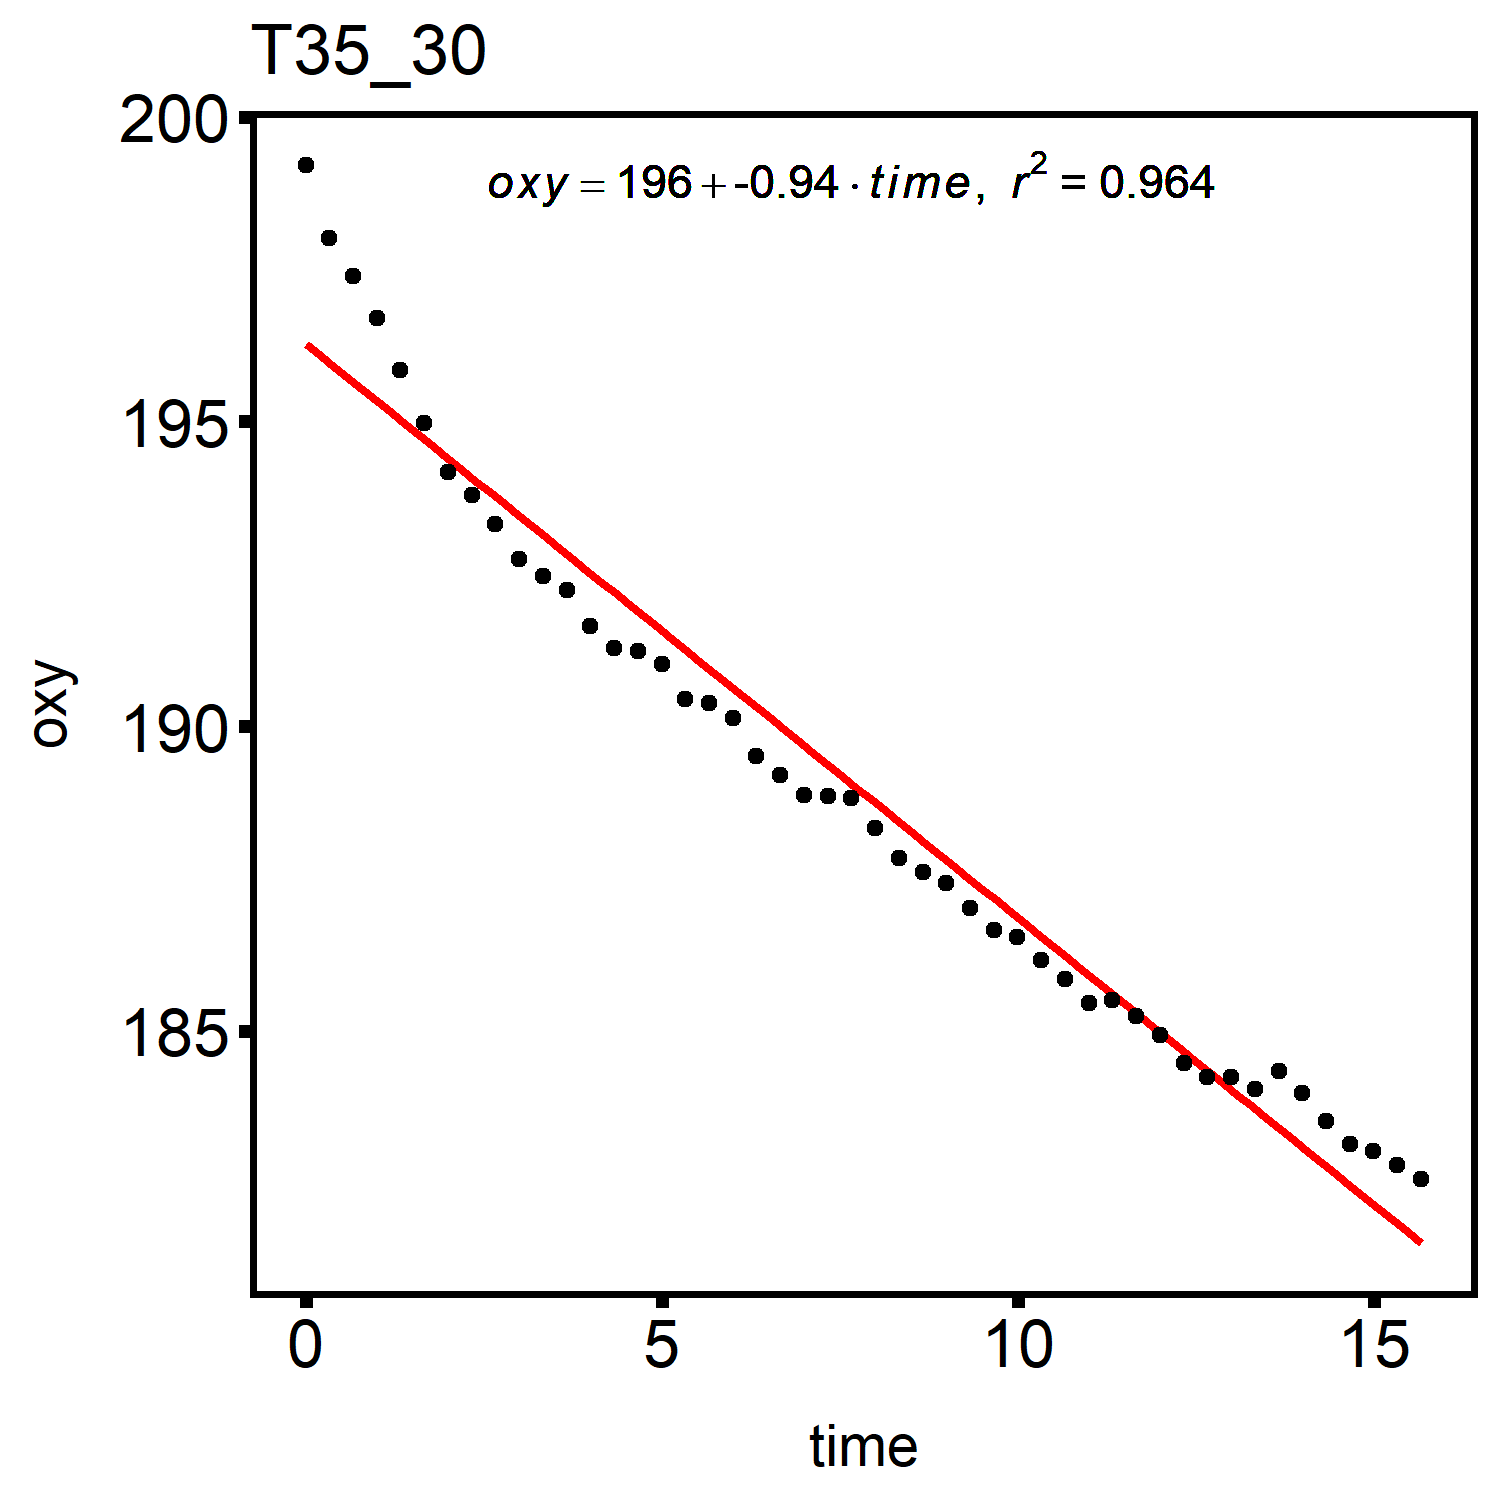 T35_30
200
oxy = 196 + -0.94 · time, r² = 0.964
195
190
185
oxy
0 5 10 15
time